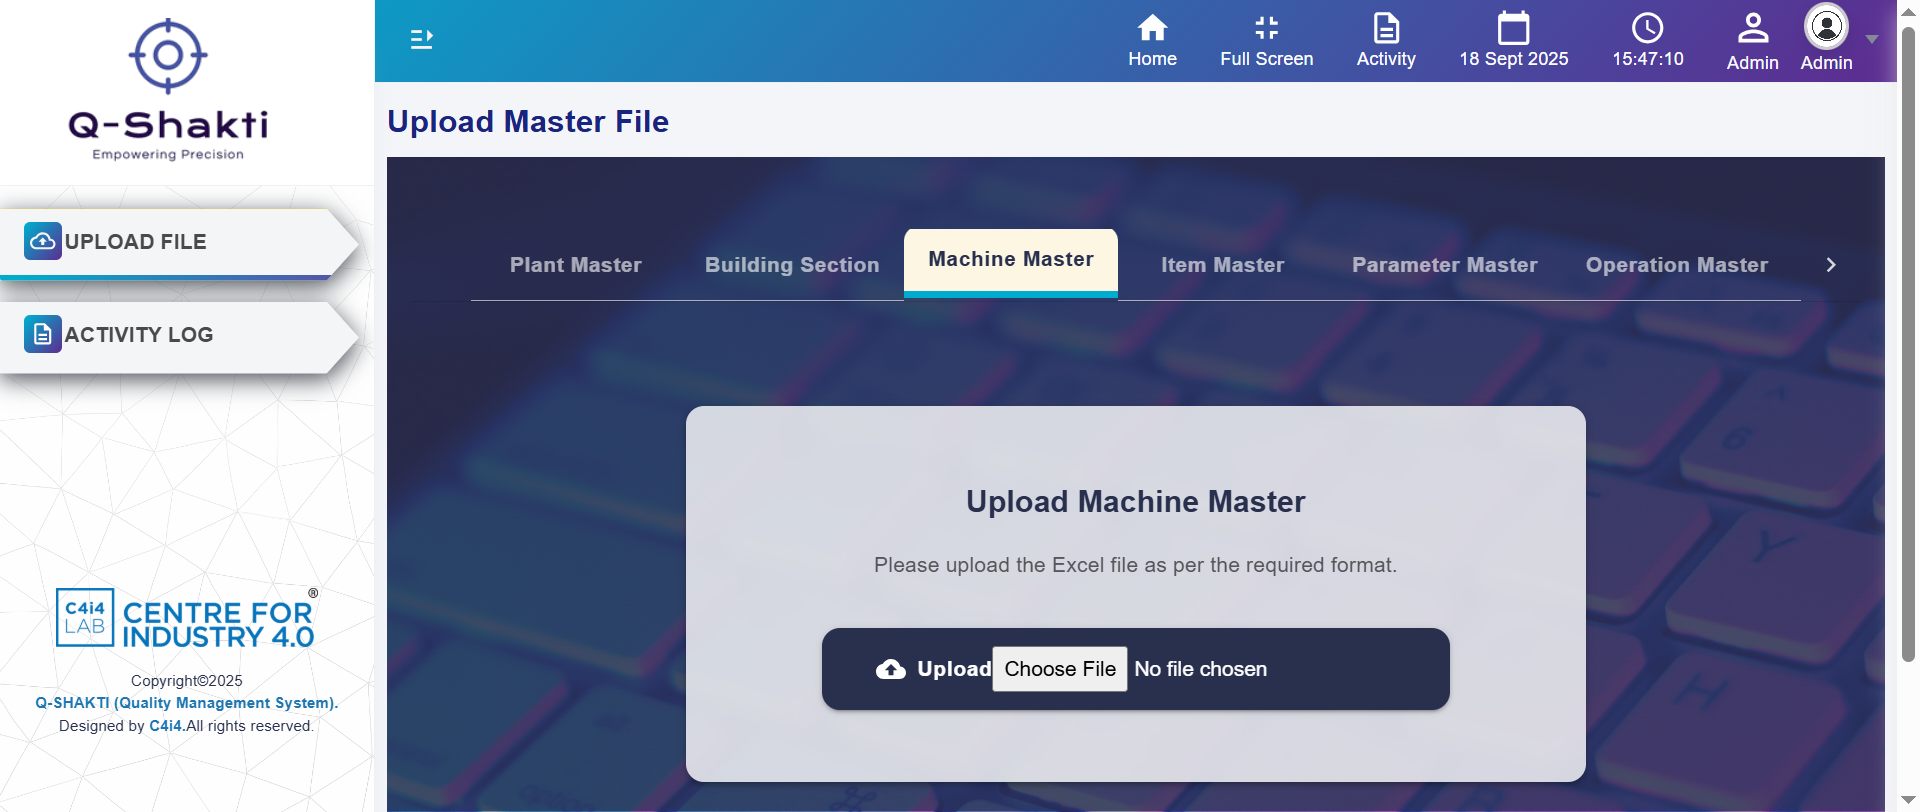 Q-Shakti
Empowering Precision
UPLOAD FILE
ACTIVITY LOG
C4i4
LAB
CENTRE FOR
INDUSTRY 4.0
®
Copyright©2025
Q-SHAKTI (Quality Management System).
Designed by C4i4.All rights reserved.
Home
Full Screen
Activity
18 Sept 2025
15:47:10
Admin
Admin
Upload Master File
Plant Master
Building Section
Machine Master
Item Master
Parameter Master
Operation Master
Upload Machine Master
Please upload the Excel file as per the required format.
Upload Choose File No file chosen
6
Y
H
option